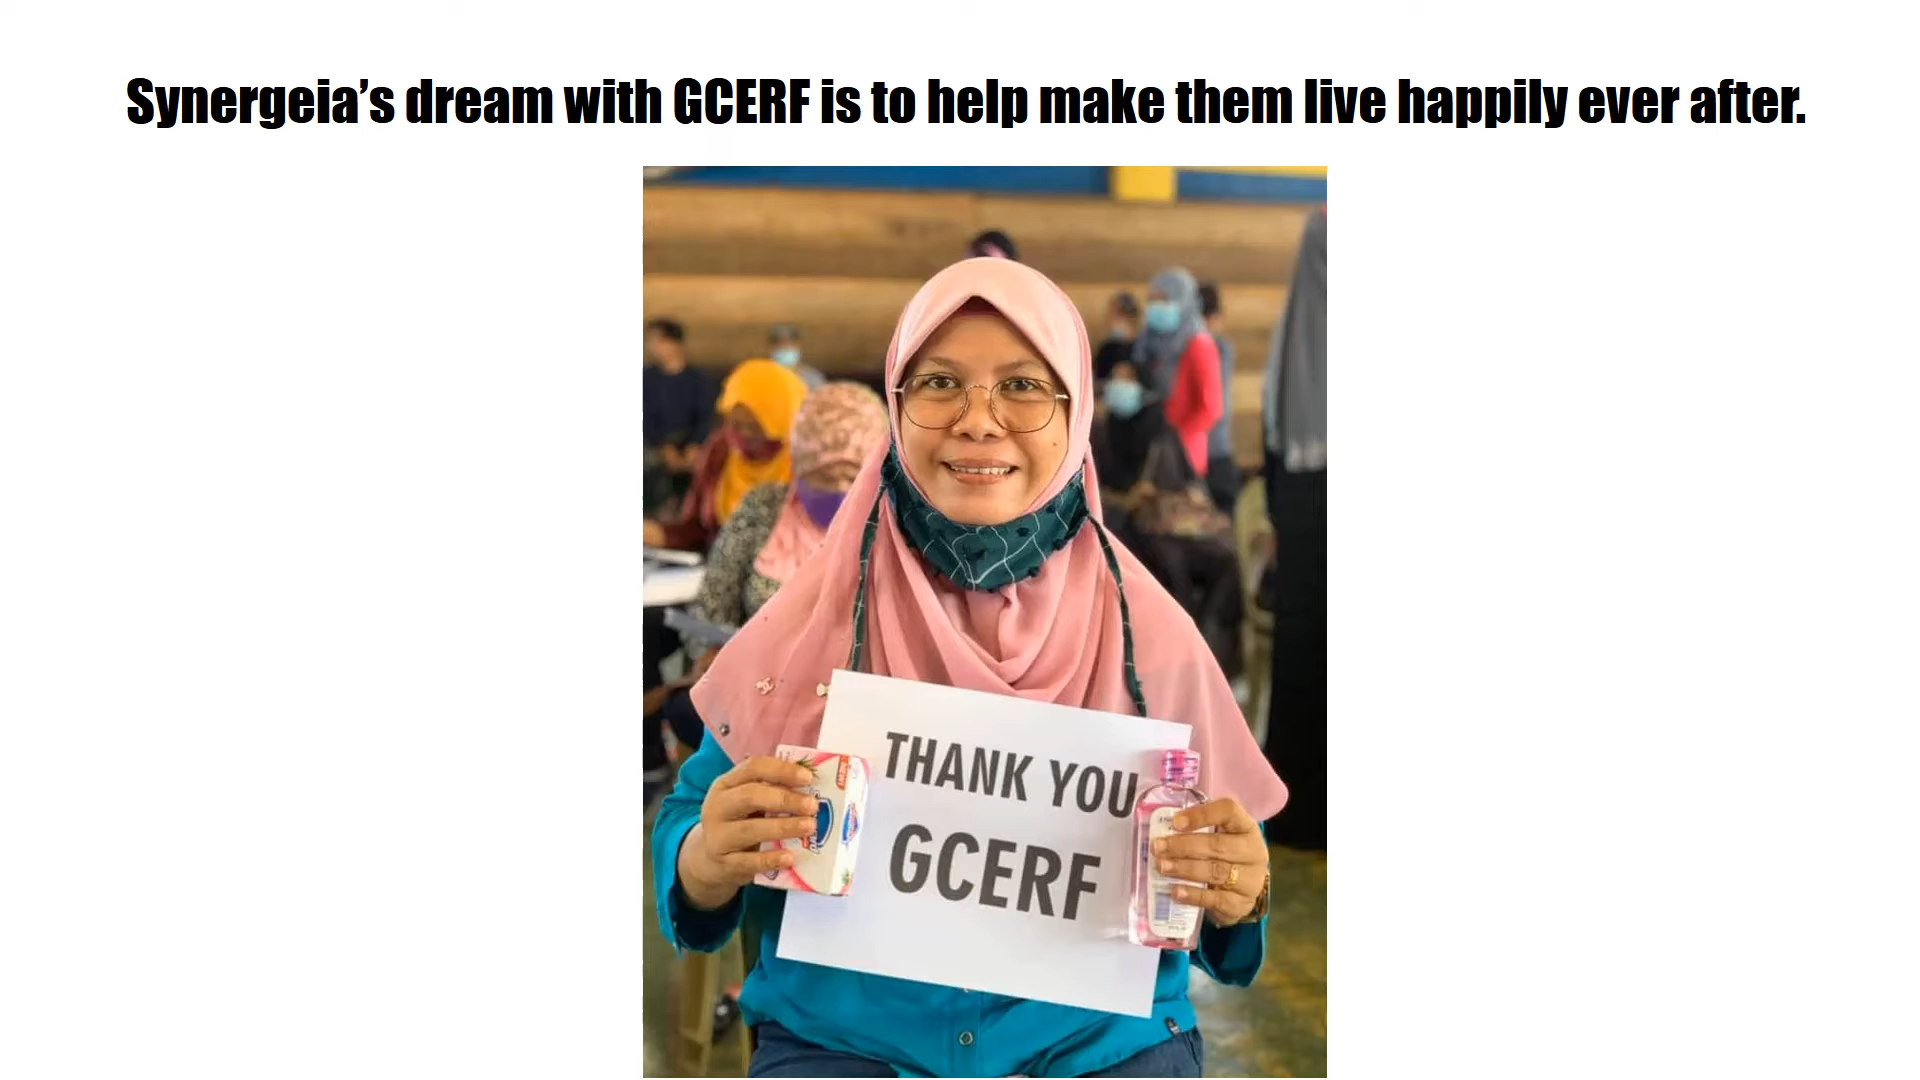 Synergeia’s dream with GCERF is to help make them live happily ever after.
THANK YOU
GCERF